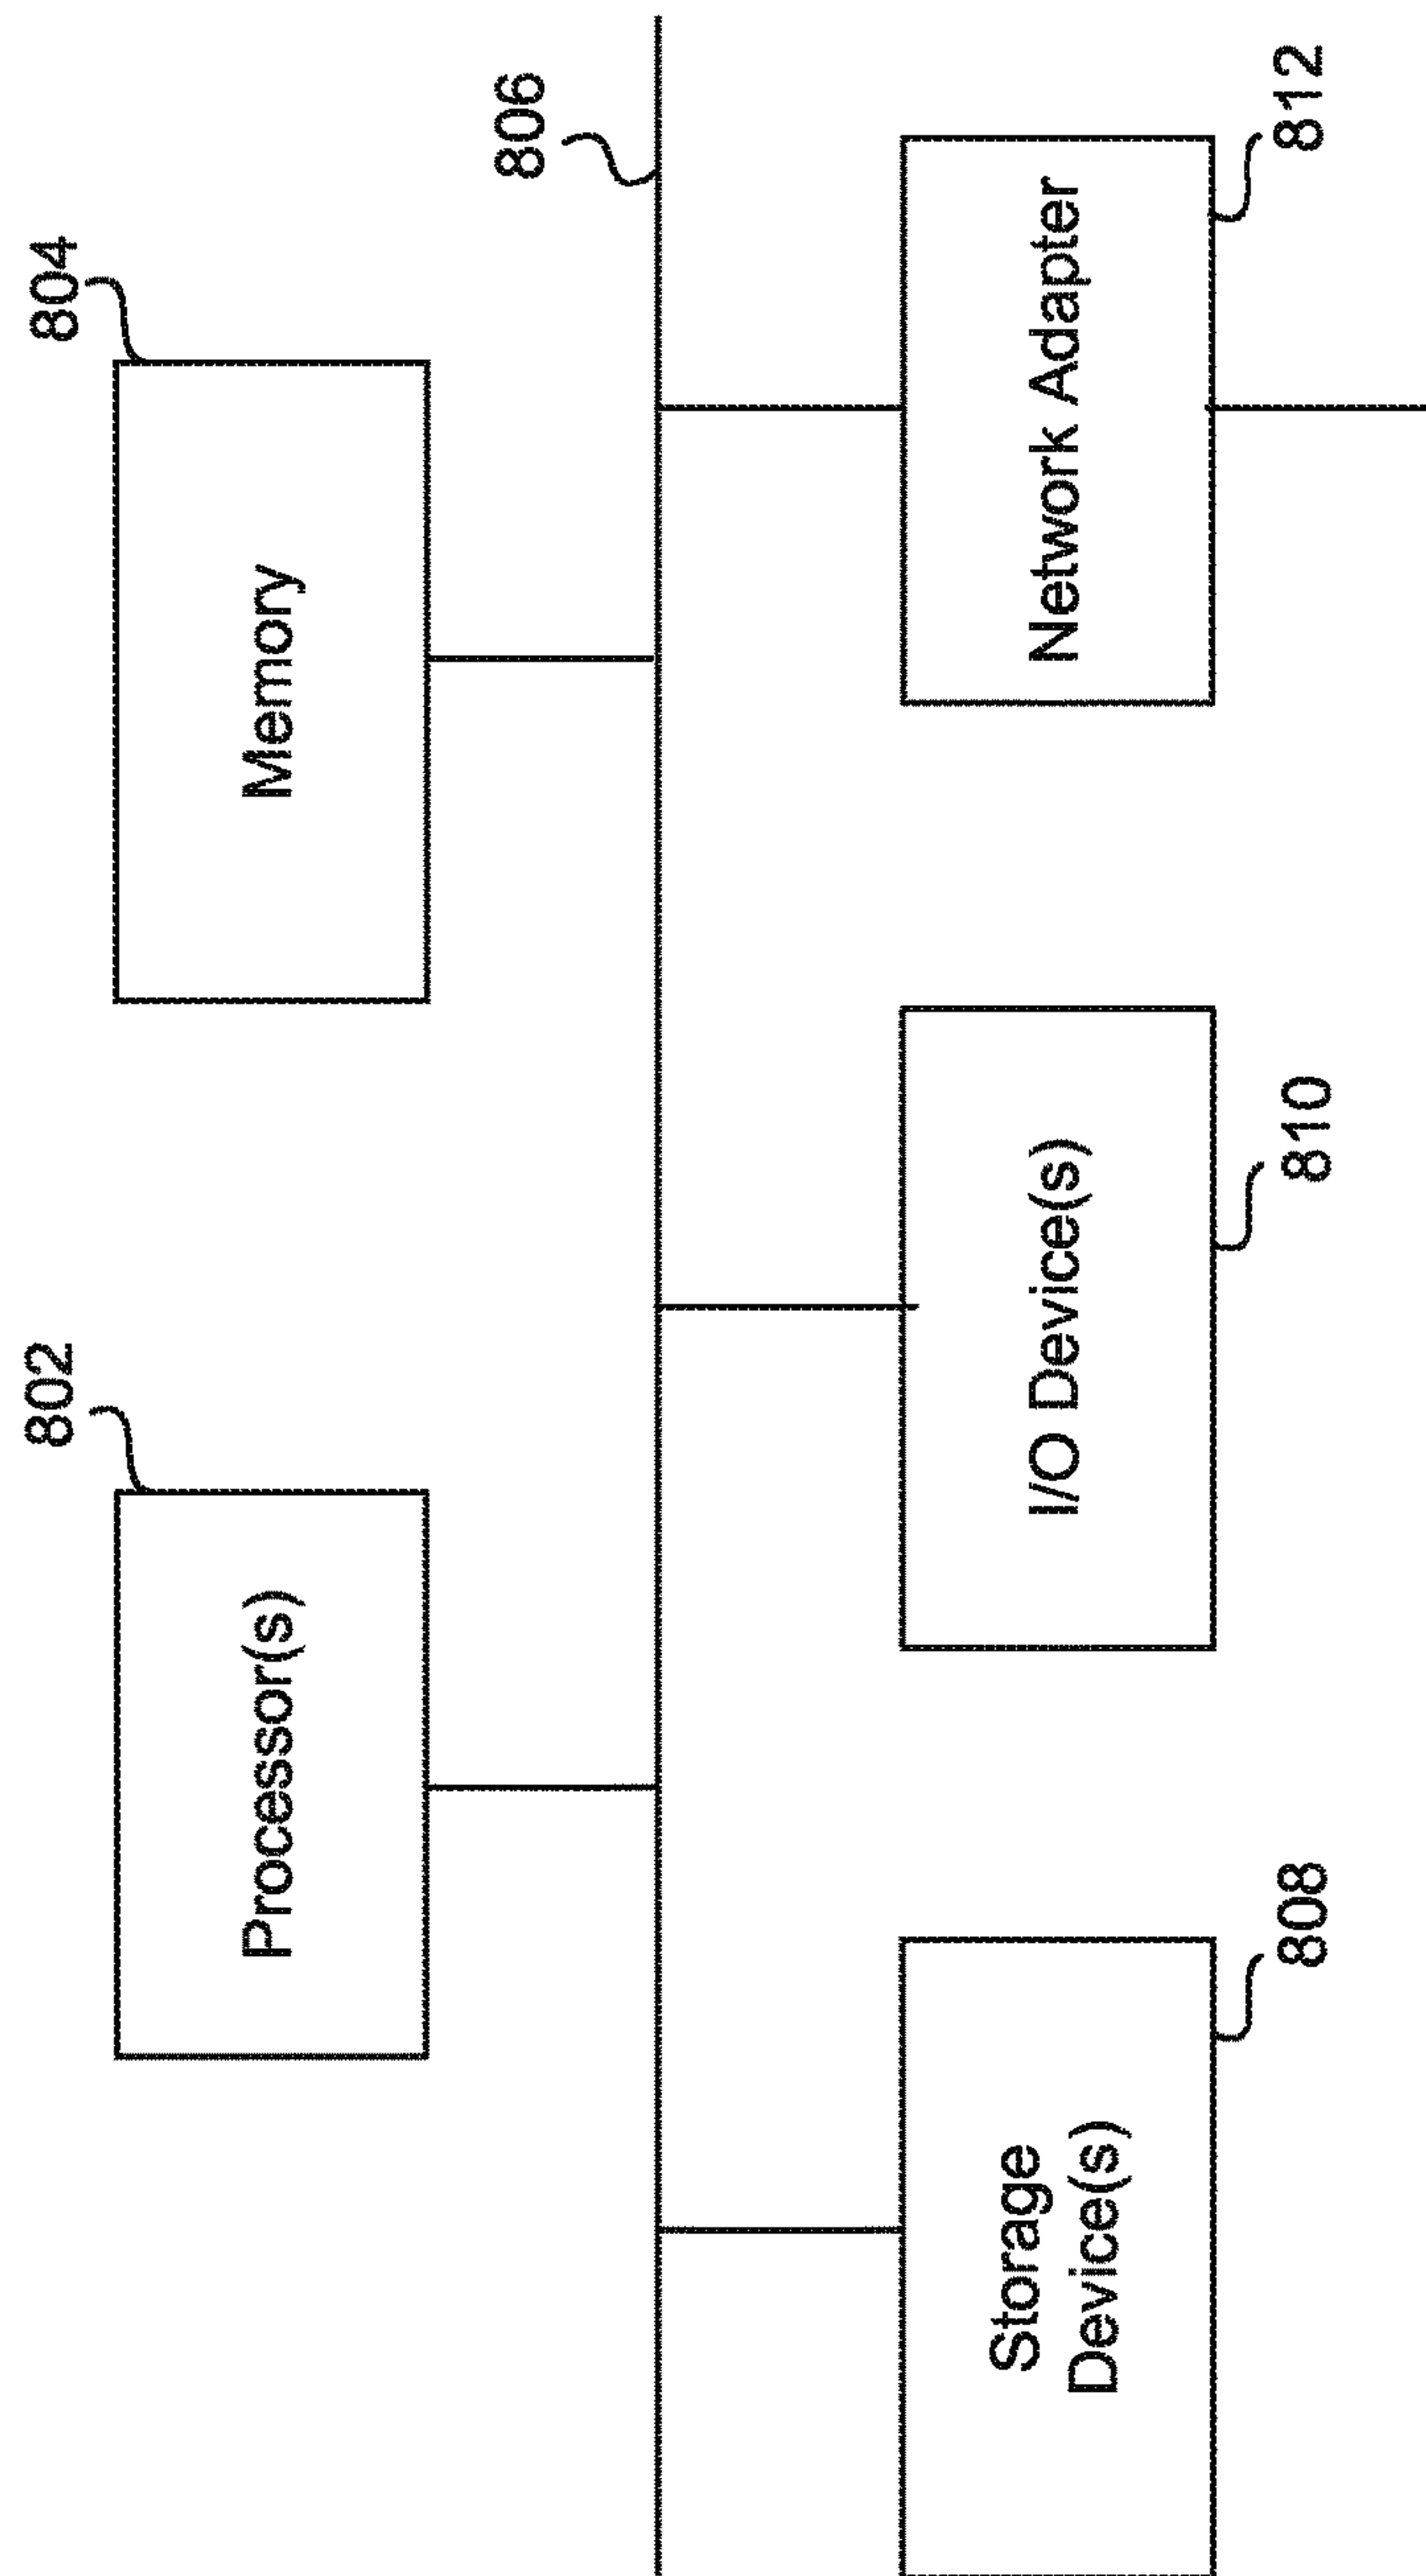 802
Processor(s)
804
Memory
806
Storage
Device(s)
808
I/O Device(s)
810
Network Adapter
812